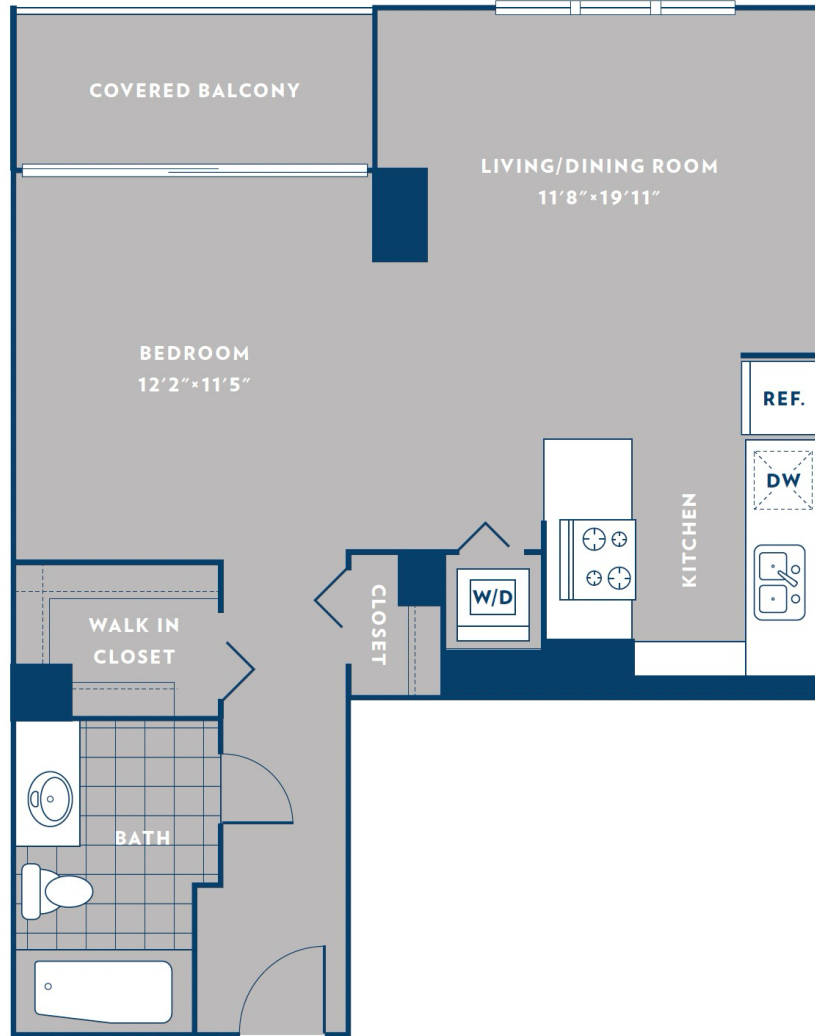 COVERED BALCONY
LIVING/DINING ROOM
11'8"×19'11"
BEDROOM
12'2"×11'5"
REF.
DW
KITCHEN
W/D
CLOSET
WALK IN
CLOSET
BATH